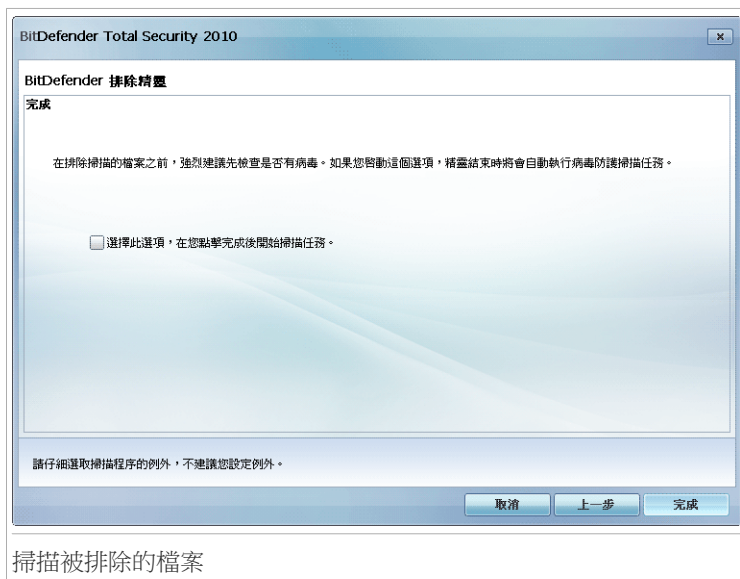 BitDefender Total Security 2010
BitDefender 排除精靈
完成
在排除掃描的檔案之前，強烈建議先檢查是否有病毒。如果您啓動這個選項，精靈結束時將會自動執行病毒防護掃描任務。
選擇此選項，在您點擊完成後開始掃描任務。
請仔細選取掃描程序的例外，不建議您設定例外。
取消
上一步
完成
掃描被排除的檔案